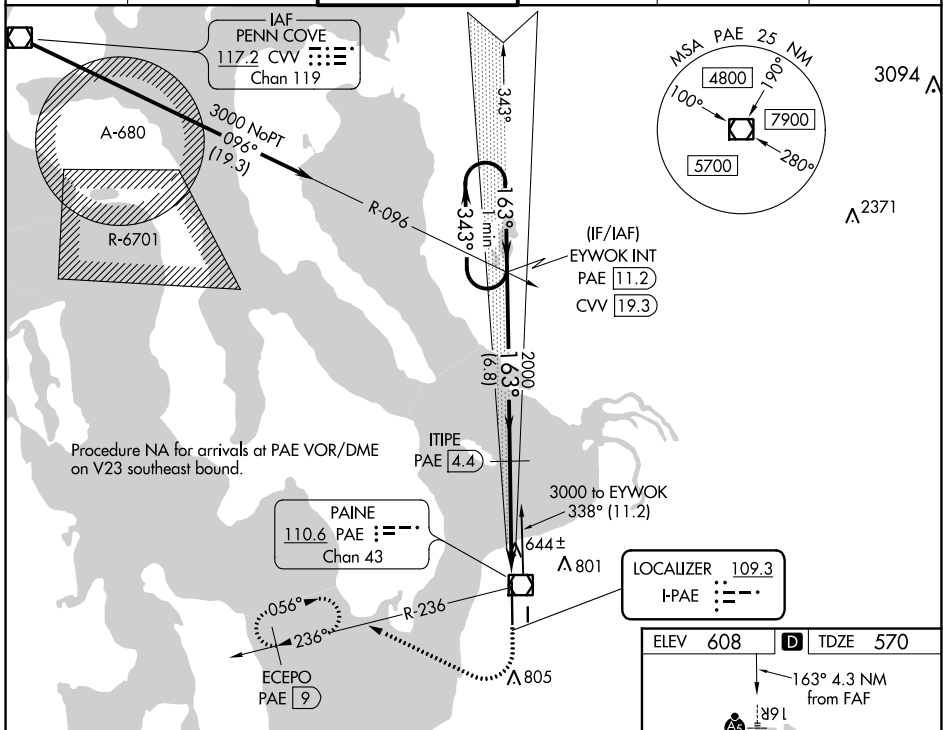 IAF
PENN COVE
117.2 CVV
Chan 119
A-680
R-6701
3000 NoPT
096°
(19.3)
R-096
343°
343°
1 min
163°
MSA PAE 25 NM
4800
7900
5700
100°
190°
280°
3094
2371
(IF/IAF)
EYWOK INT
PAE 11.2
CVV 19.3
2000
163°
(6.8)
Procedure NA for arrivals at PAE VOR/DME
on V23 southeast bound.
ITIPE
PAE 4.4
3000 to EYWOK
338° (11.2)
PAINE
110.6 PAE
Chan 43
644±
801
LOCALIZER 109.3
I-PAE
R-236
056°
236°
ECEPO
PAE 9
805
ELEV 608 D TDZE 570
163° 4.3 NM
from FAF
16R
A5